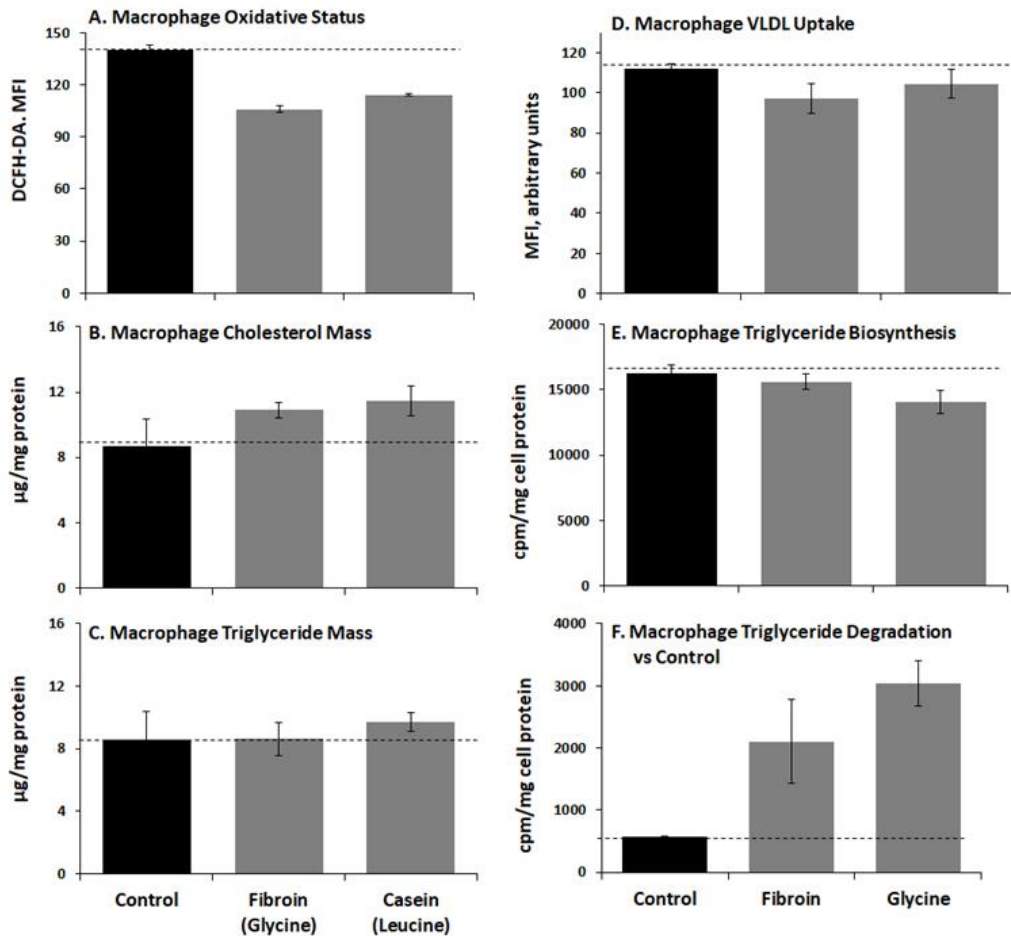 A. Macrophage Oxidative Status
DCFH-DA. MFI
150
120
90
60
30
0
B. Macrophage Cholesterol Mass
µg/mg protein
16
12
8
4
0
C. Macrophage Triglyceride Mass
µg/mg protein
16
12
8
4
0
Control
Fibroin
(Glycine)
Casein
(Leucine)
D. Macrophage VLDL Uptake
MFI, arbitrary units
120
100
80
60
40
20
0
E. Macrophage Triglyceride Biosynthesis
cpm/mg cell protein
20000
15000
10000
5000
0
F. Macrophage Triglyceride Degradation
vs Control
cpm/mg cell protein
4000
3000
2000
1000
0
Control
Fibroin
Glycine